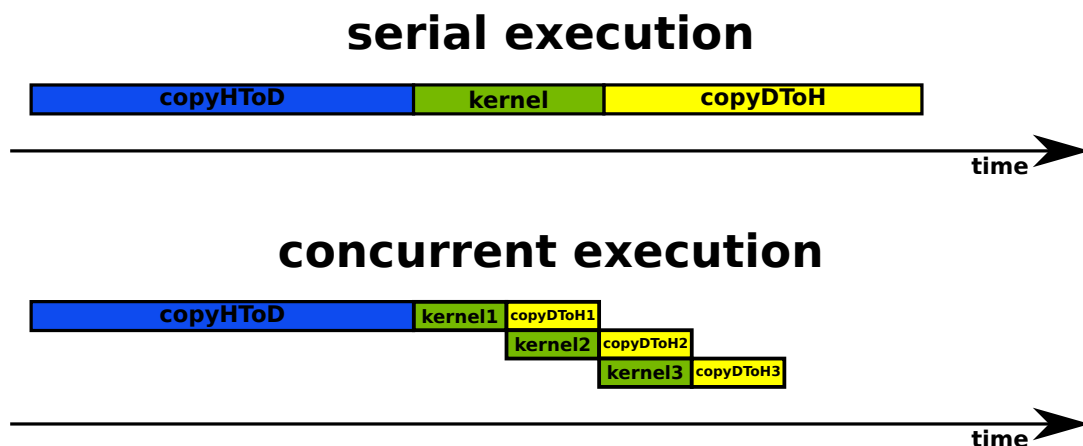 serial execution
copyHToD kernel copyDToH
time
concurrent execution
copyHToD kernel1 copyDToH1
kernel2 copyDToH2
kernel3 copyDToH3
time